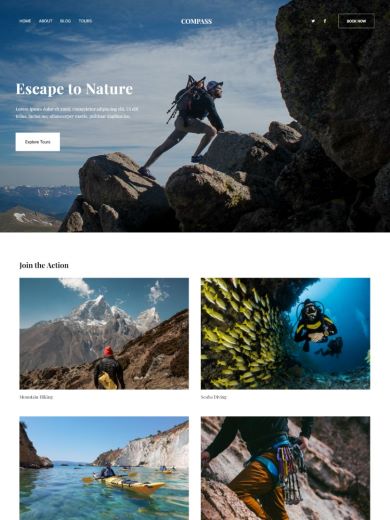 HOME ABOUT BLOG TOURS
COMPASS
BOOK NOW
Escape to Nature
Lorem ipsum dolor sit amet, consectetur adipiscing elit. Ut elit
tellus, luctus nec ullamcorper mattis, pulvinar dapibus leo.
Explore Tours
Join the Action
Mountain Hiking
Scuba Diving